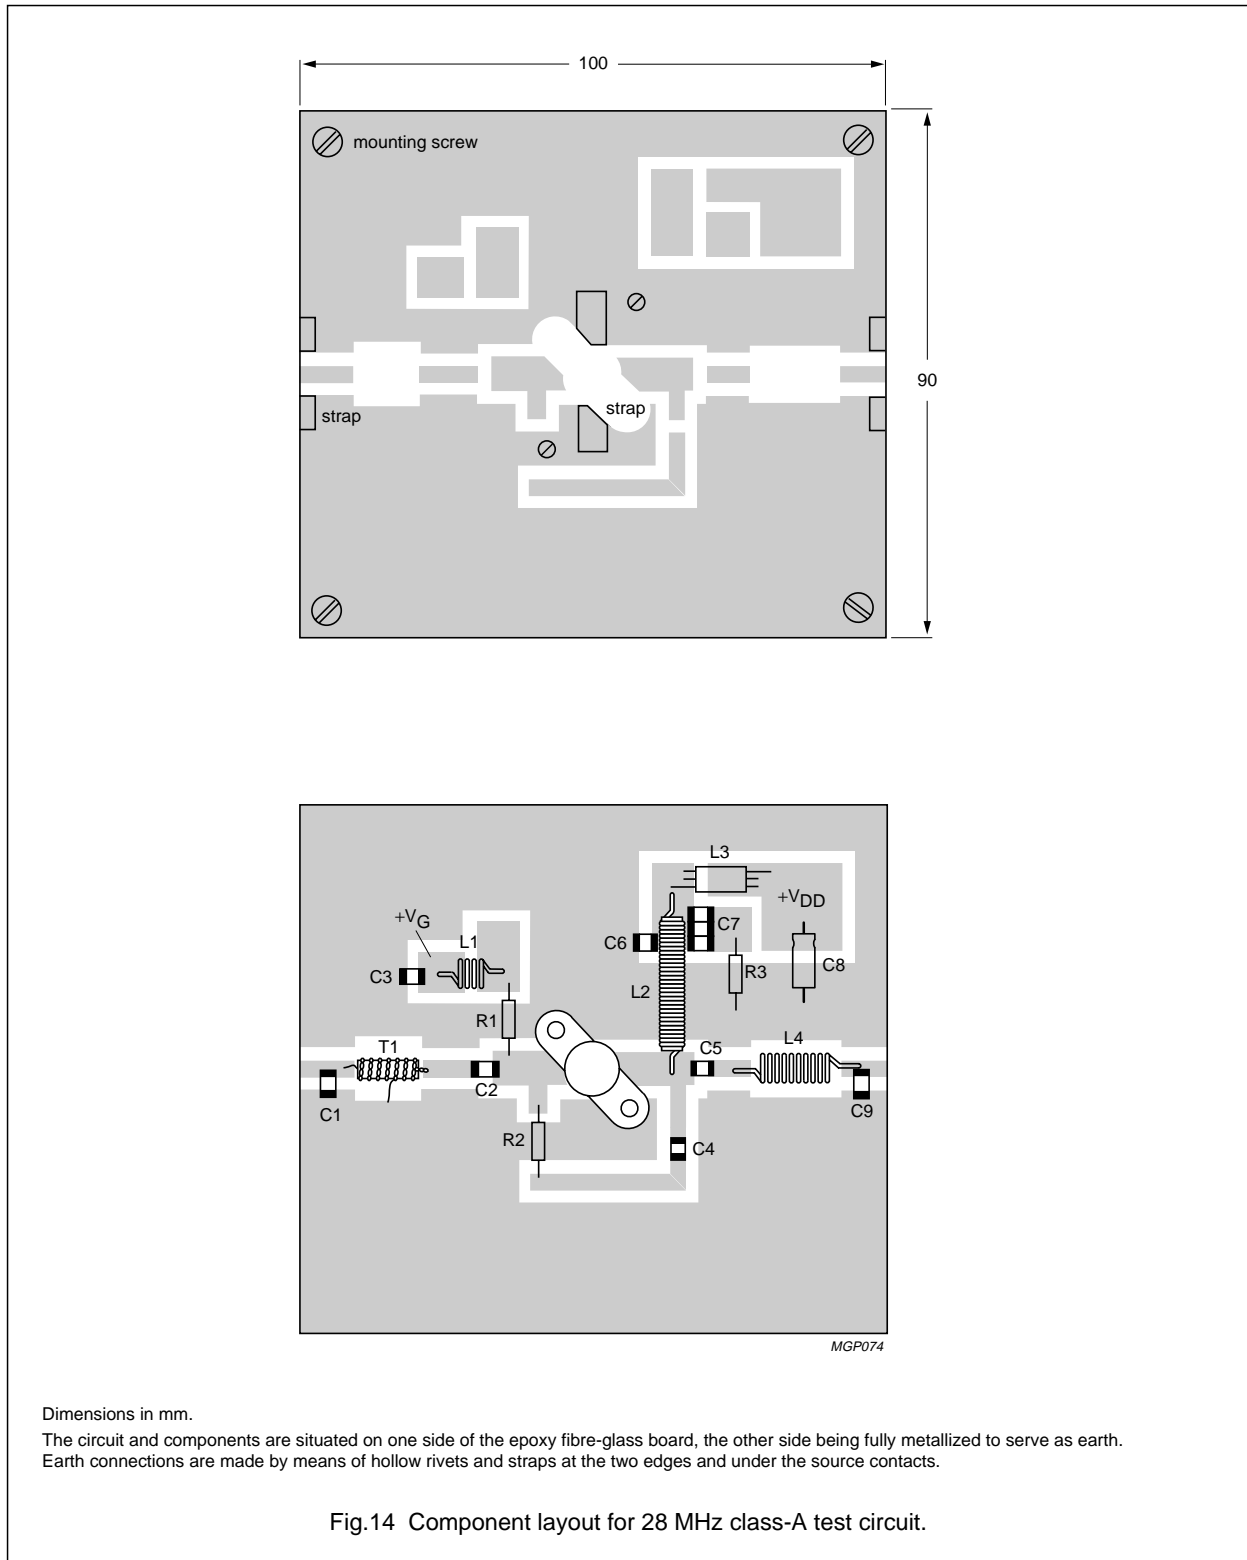 100
mounting screw
90
strap
strap
L3
+VDD
+VG
C7
L1
C6
C3
R3
C8
L2
R1
T1
C5
L4
C2
C1
C9
R2
C4
MGP074
Dimensions in mm.
The circuit and components are situated on one side of the epoxy fibre-glass board, the other side being fully metallized to serve as earth.
Earth connections are made by means of hollow rivets and straps at the two edges and under the source contacts.
Fig.14 Component layout for 28 MHz class-A test circuit.